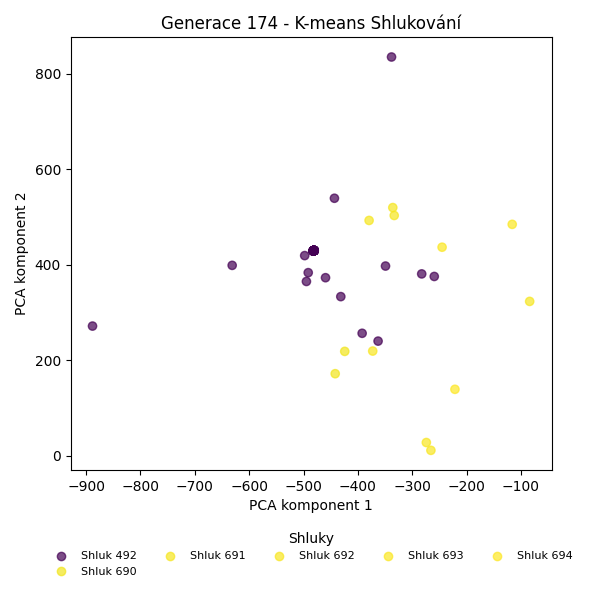 Generace 174 - K-means Shlukování
PCA komponent 2
800
600
400
200
0
−900 −800 −700 −600 −500 −400 −300 −200 −100
PCA komponent 1
Shluky
Shluk 492 Shluk 691 Shluk 692 Shluk 693 Shluk 694
Shluk 690